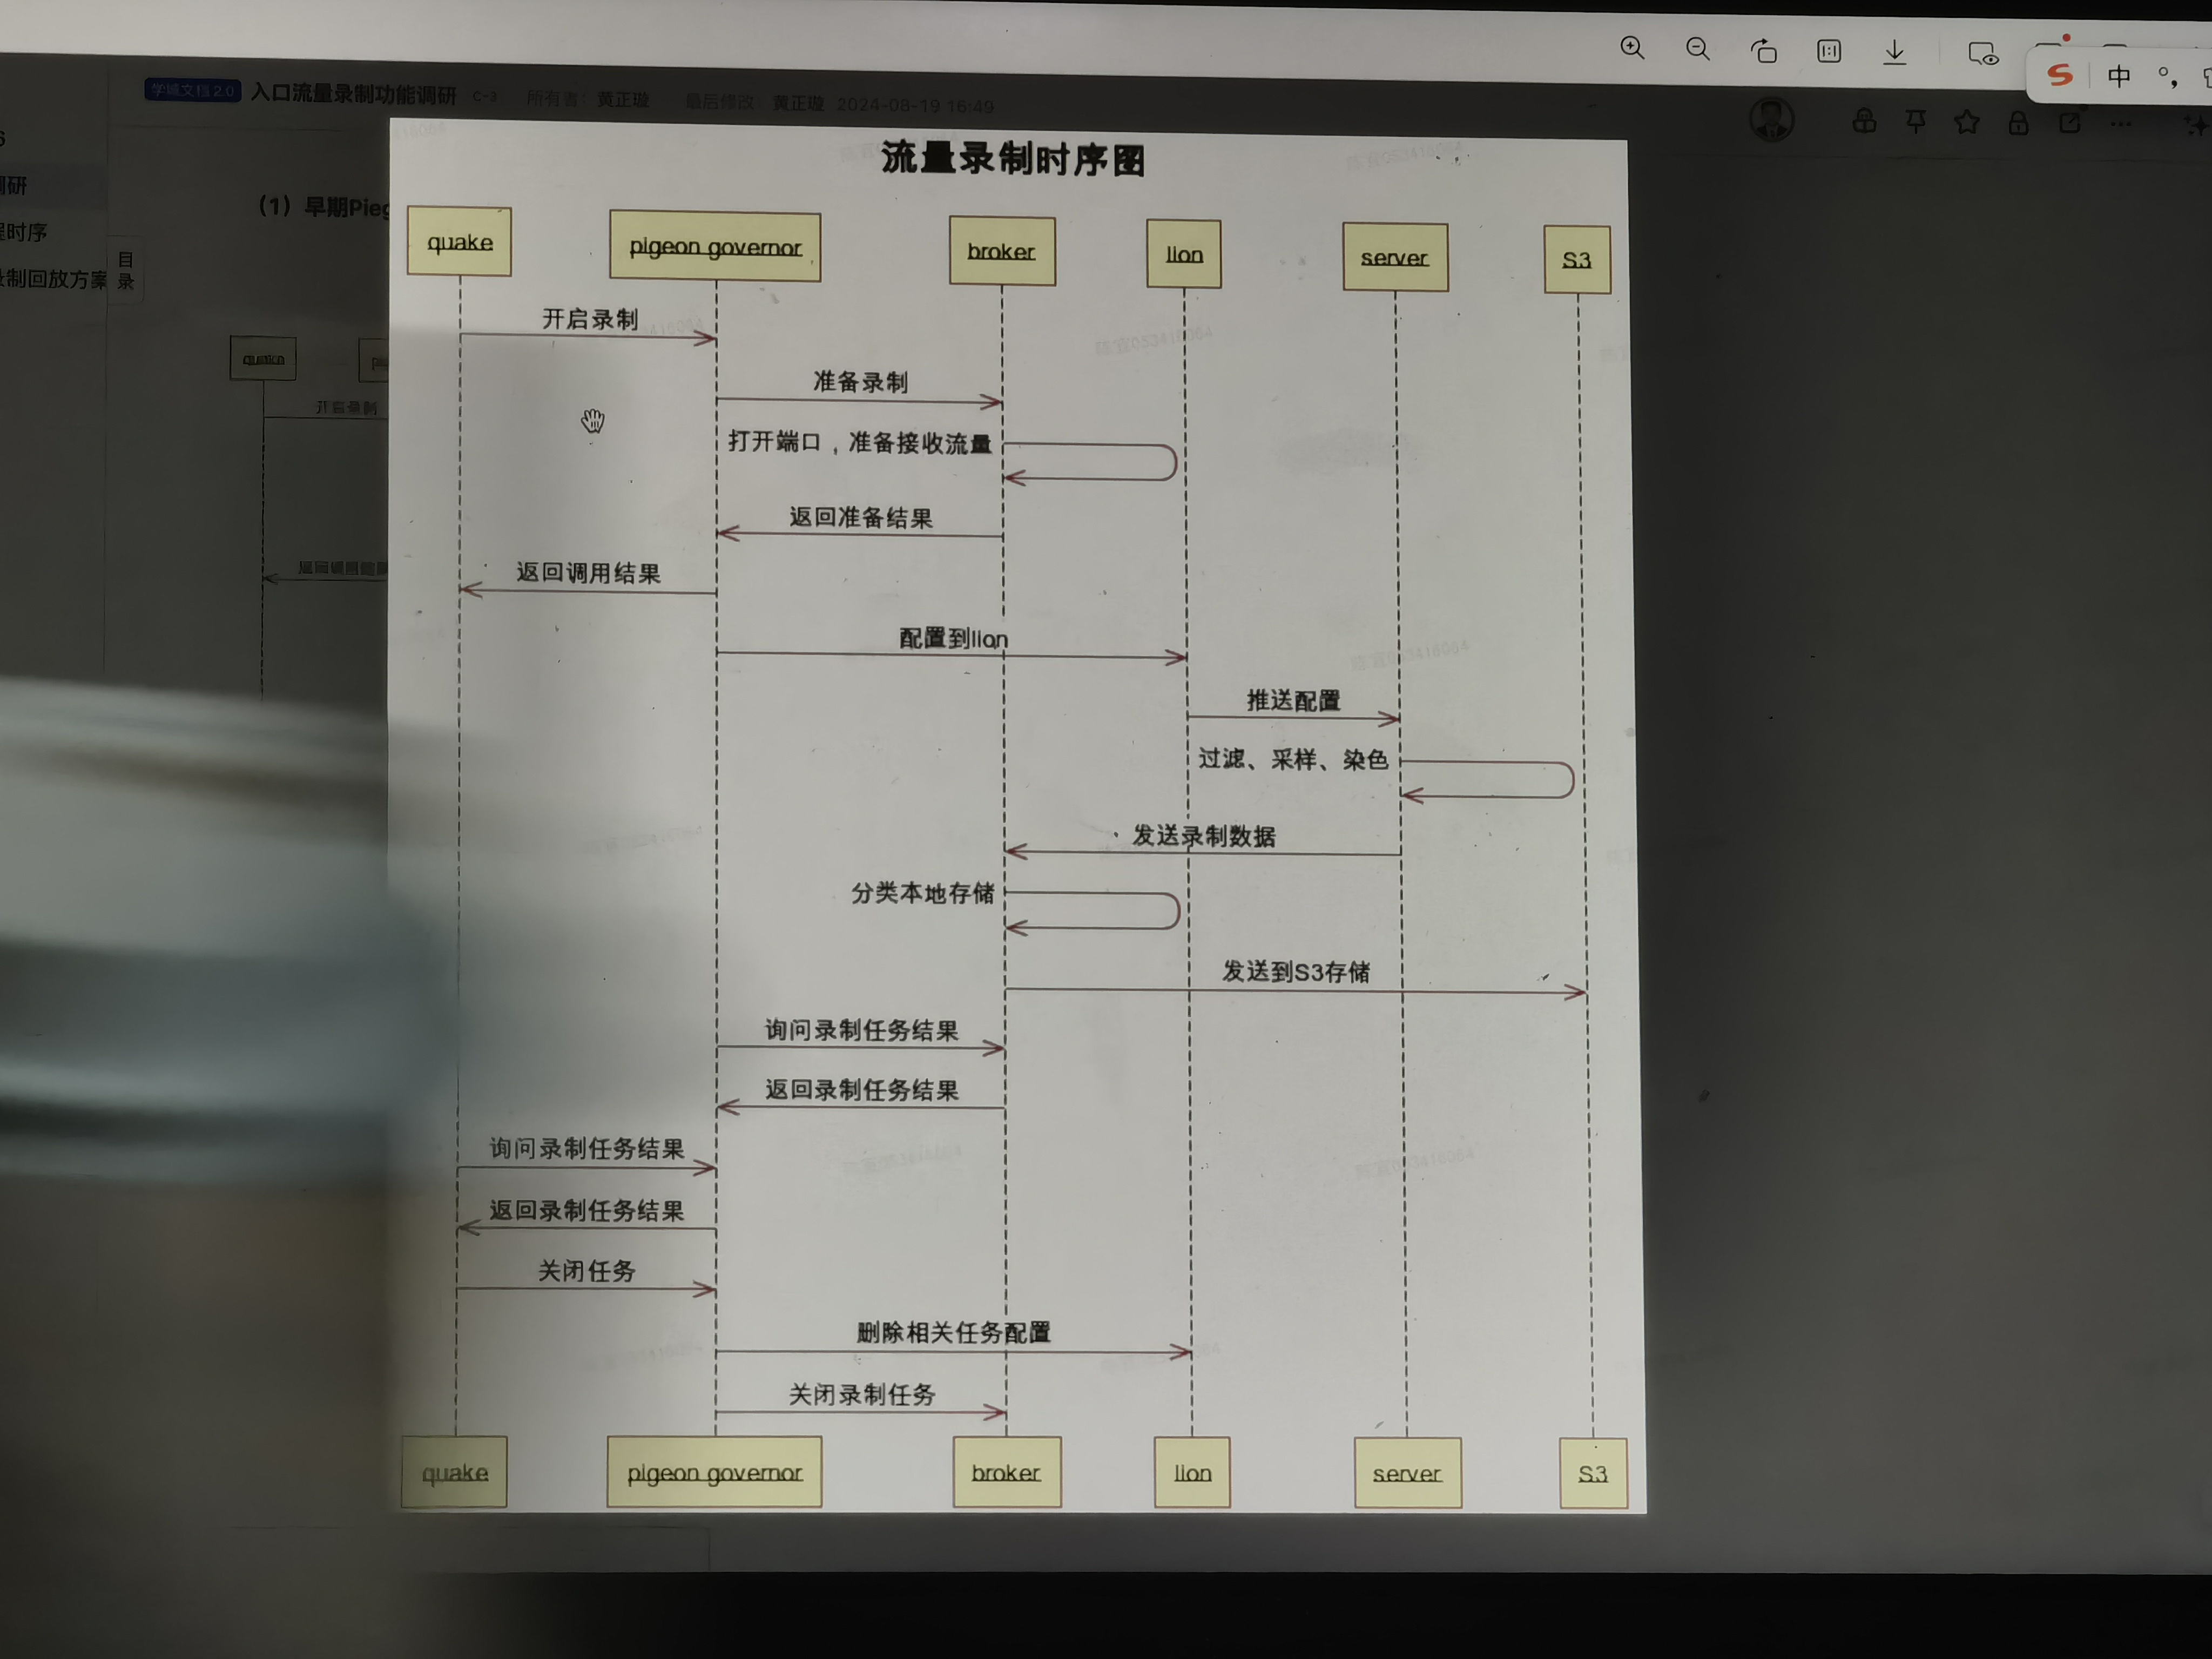 中
学城文档 2.0 入口流量录制功能调研 C-3 所有者：黄正璇 最后修改：黄正璇 2024-08-19 16:49
调研
程时序
录制回放方案
目
录
（1）早期Pieg
quake
开启录制
流量录制时序图
quake pigeon governor broker lion server S3
开启录制
准备录制
打开端口，准备接收流量
返回准备结果
返回调用结果
配置到lion
推送配置
过滤、采样、染色
发送录制数据
分类本地存储
发送到S3存储
询问录制任务结果
返回录制任务结果
询问录制任务结果
返回录制任务结果
关闭任务
删除相关任务配置
关闭录制任务
quake pigeon governor broker lion server S3